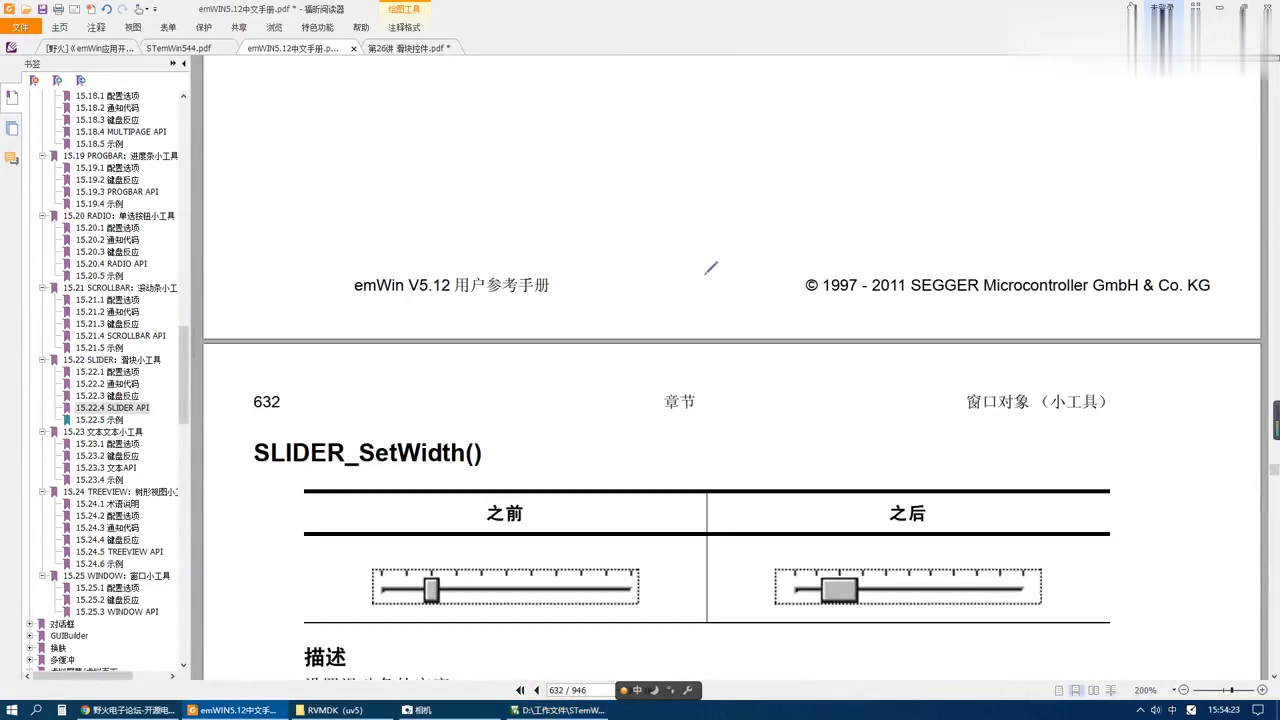 emWIN5.12中文手册.pdf * - 福昕阅读器
绘图工具
未登录
文件 主页 注释 视图 表单 保护 共享 浏览 特色功能 帮助 注释格式
[野火]《emWin应用开... STemWin544.pdf emWIN5.12中文手册.p... 第26讲 滑块控件.pdf *
书签
15.18.1 配置选项
15.18.2 通知代码
15.18.3 键盘反应
15.18.4 MULTIPAGE API
15.18.5 示例
15.19 PROGBAR：进度条小工具
15.19.1 配置选项
15.19.2 键盘反应
15.19.3 PROGBAR API
15.19.4 示例
15.20 RADIO：单选按钮小工具
15.20.1 配置选项
15.20.2 通知代码
15.20.3 键盘反应
15.20.4 RADIO API
15.20.5 示例
15.21 SCROLLBAR：滚动条小工
15.21.1 配置选项
15.21.2 通知代码
15.21.3 键盘反应
15.21.4 SCROLLBAR API
15.21.5 示例
15.22 SLIDER：滑块小工具
15.22.1 配置选项
15.22.2 通知代码
15.22.3 键盘反应
15.22.4 SLIDER API
15.22.5 示例
15.23 文本文本小工具
15.23.1 配置选项
15.23.2 键盘反应
15.23.3 文本API
15.23.4 示例
15.24 TREEVIEW：树形视图小工
15.24.1 术语说明
15.24.2 配置选项
15.24.3 通知代码
15.24.4 键盘反应
15.24.5 TREEVIEW API
15.24.6 示例
15.25 WINDOW：窗口小工具
15.25.1 配置选项
15.25.2 键盘反应
15.25.3 WINDOW API
对话框
GUIBuilder
换肤
多缓冲
emWin V5.12 用户参考手册 © 1997 - 2011 SEGGER Microcontroller GmbH & Co. KG
632 章节 窗口对象 （小工具）
SLIDER_SetWidth()
之前 之后
描述
632 / 946
中
200%
野火电子论坛-开源电... emWIN5.12中文手... RVMDK（uv5） 相机 D:\工作文件\STemW...
中 15:54:23